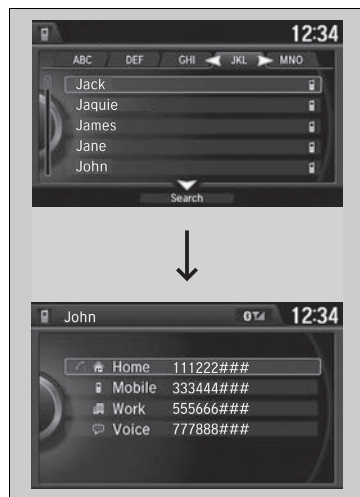 12:34
ABC DEF GHI JKL MNO
Jack
Jaquie
James
Jane
John
Search
John 12:34
Home 111222###
Mobile 333444###
Work 555666###
Voice 777888###